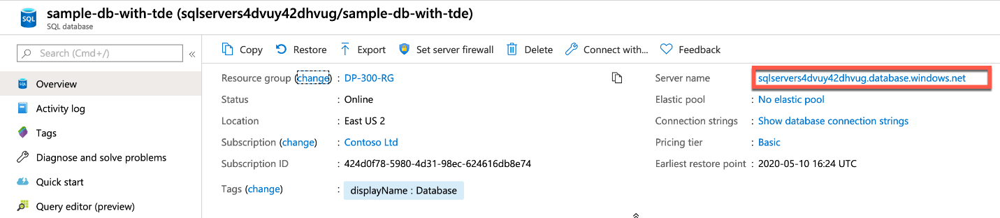 sample-db-with-tde (sqlservers4dvuy42dhvug/sample-db-with-tde)
SQL
SQL database
Search (Cmd+/)
«
Copy
Restore
Export
Set server firewall
Delete
Connect with...
Feedback
Overview
Activity log
Tags
Diagnose and solve problems
Quick start
Query editor (preview)
Resource group (change) : DP-300-RG
Status : Online
Location : East US 2
Subscription (change) : Contoso Ltd
Subscription ID : 424d0f78-5980-4d31-98ec-624616db8e74
Tags (change) : displayName : Database
Server name : sqlservers4dvuy42dhvug.database.windows.net
Elastic pool : No elastic pool
Connection strings : Show database connection strings
Pricing tier : Basic
Earliest restore point : 2020-05-10 16:24 UTC